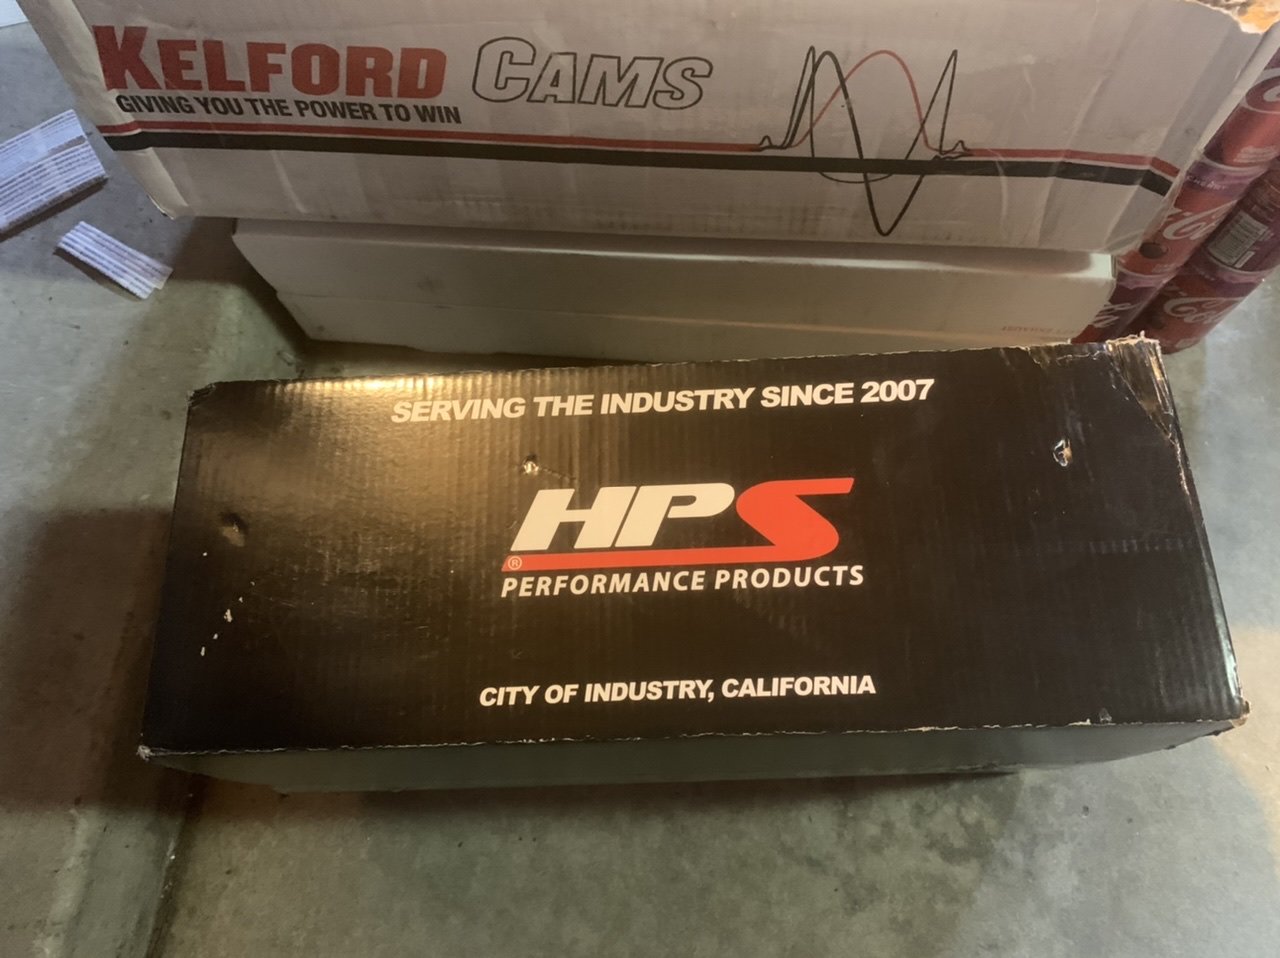 KELFORD CAMS
GIVING YOU THE POWER TO WIN
EXHAUST
SERVING THE INDUSTRY SINCE 2007
HPS
®
PERFORMANCE PRODUCTS
CITY OF INDUSTRY, CALIFORNIA